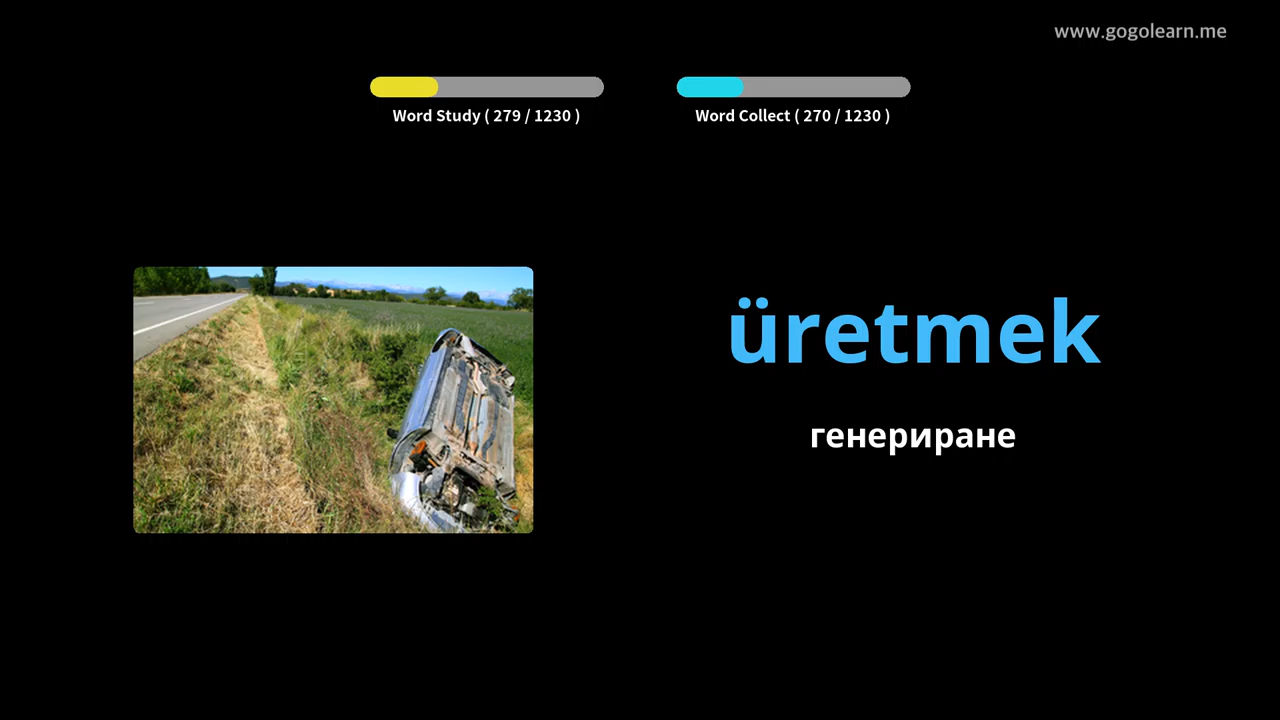 www.gogolearn.me
Word Study ( 279 / 1230 )
Word Collect ( 270 / 1230 )
üretmek
генериране